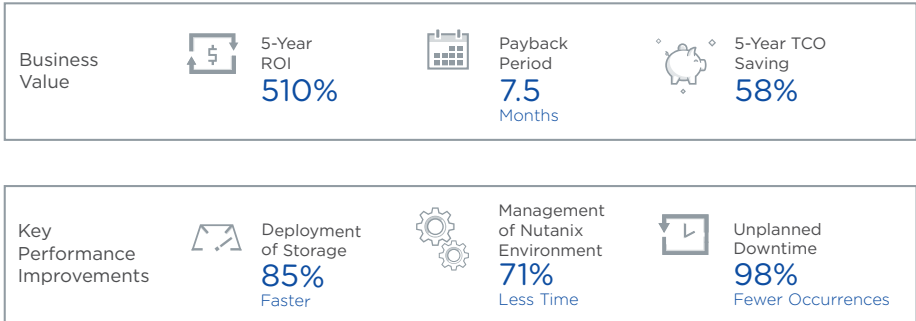 Business
Value
$
5-Year
ROI
510%
Payback
Period
7.5
Months
5-Year TCO
Saving
58%
Key
Performance
Improvements
Deployment
of Storage
85%
Faster
Management
of Nutanix
Environment
71%
Less Time
Unplanned
Downtime
98%
Fewer Occurrences